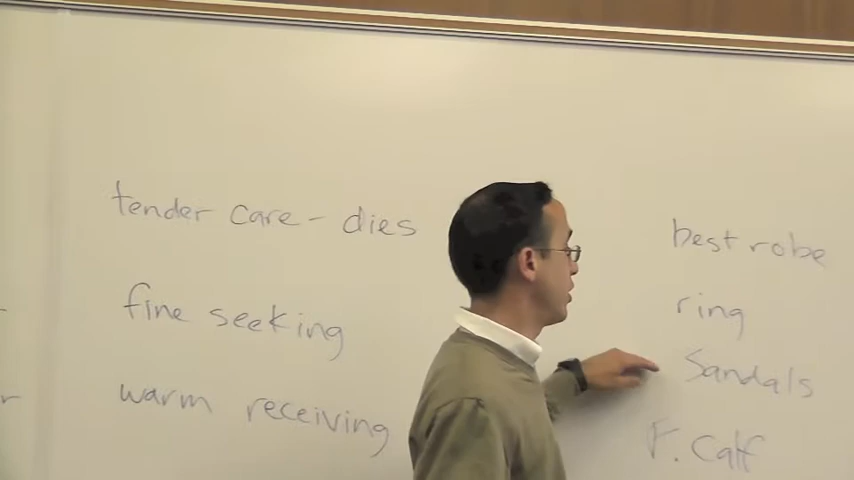 tender care - dies
fine seeking
warm receiving
best robe
ring
Sandals
F. Calf